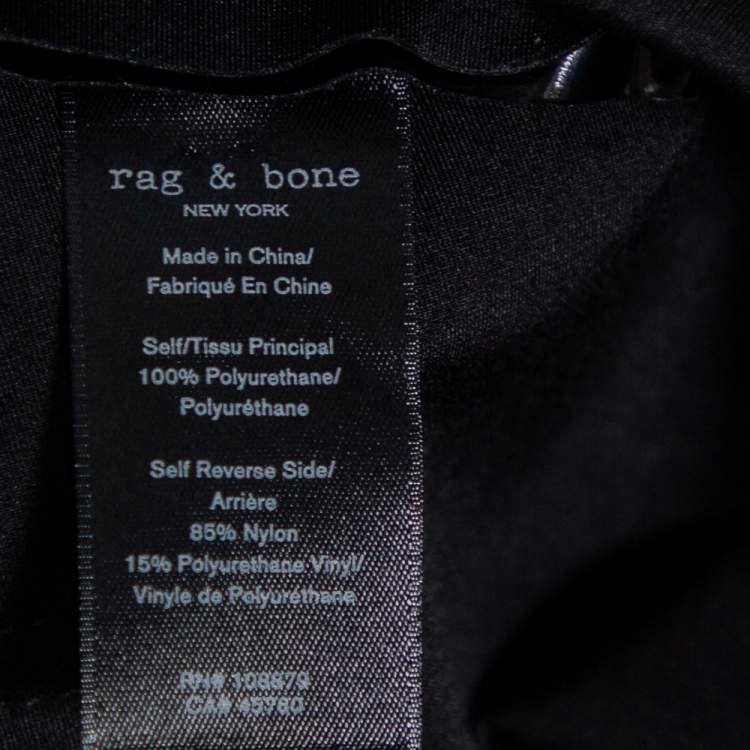 rag & bone
NEW YORK
Made in China/
Fabriqué En Chine
Self/Tissu Principal
100% Polyurethane/
Polyuréthane
Self Reverse Side/
Arrière
85% Nylon
15% Polyurethane Vinyl/
Vinyle de Polyuréthane
RN# 108679
CA# 45760